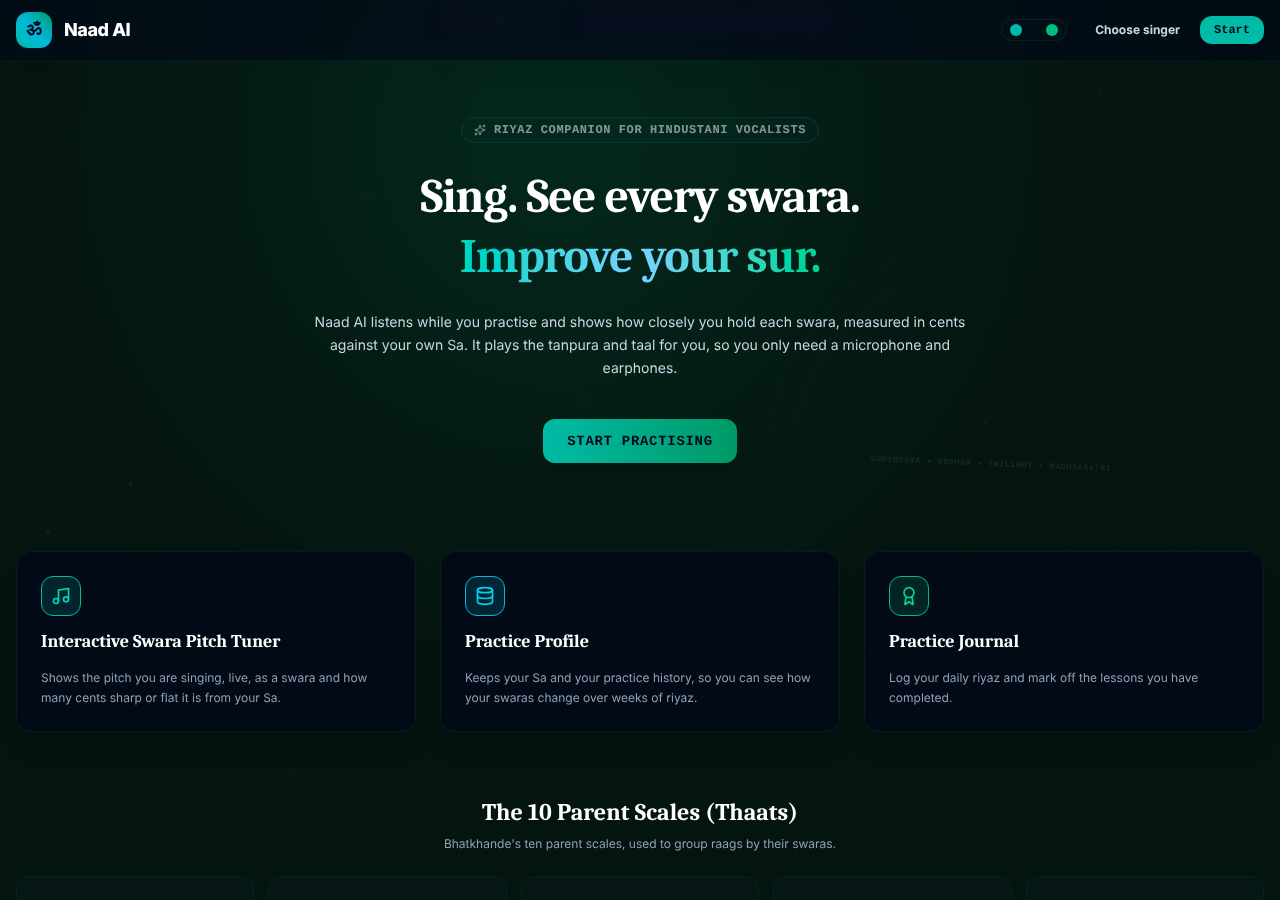 ॐ
Naad AI
Choose singer
Start
RIYAZ COMPANION FOR HINDUSTANI VOCALISTS
Sing. See every swara.
Improve your sur.
Naad AI listens while you practise and shows how closely you hold each swara, measured in cents
against your own Sa. It plays the tanpura and taal for you, so you only need a microphone and
earphones.
START PRACTISING
SURYODAYA • DOPHAR • TWILIGHT • MADHYARATRI
Interactive Swara Pitch Tuner
Shows the pitch you are singing, live, as a swara and how
many cents sharp or flat it is from your Sa.
Practice Profile
Keeps your Sa and your practice history, so you can see how
your swaras change over weeks of riyaz.
Practice Journal
Log your daily riyaz and mark off the lessons you have
completed.
The 10 Parent Scales (Thaats)
Bhatkhande's ten parent scales, used to group raags by their swaras.